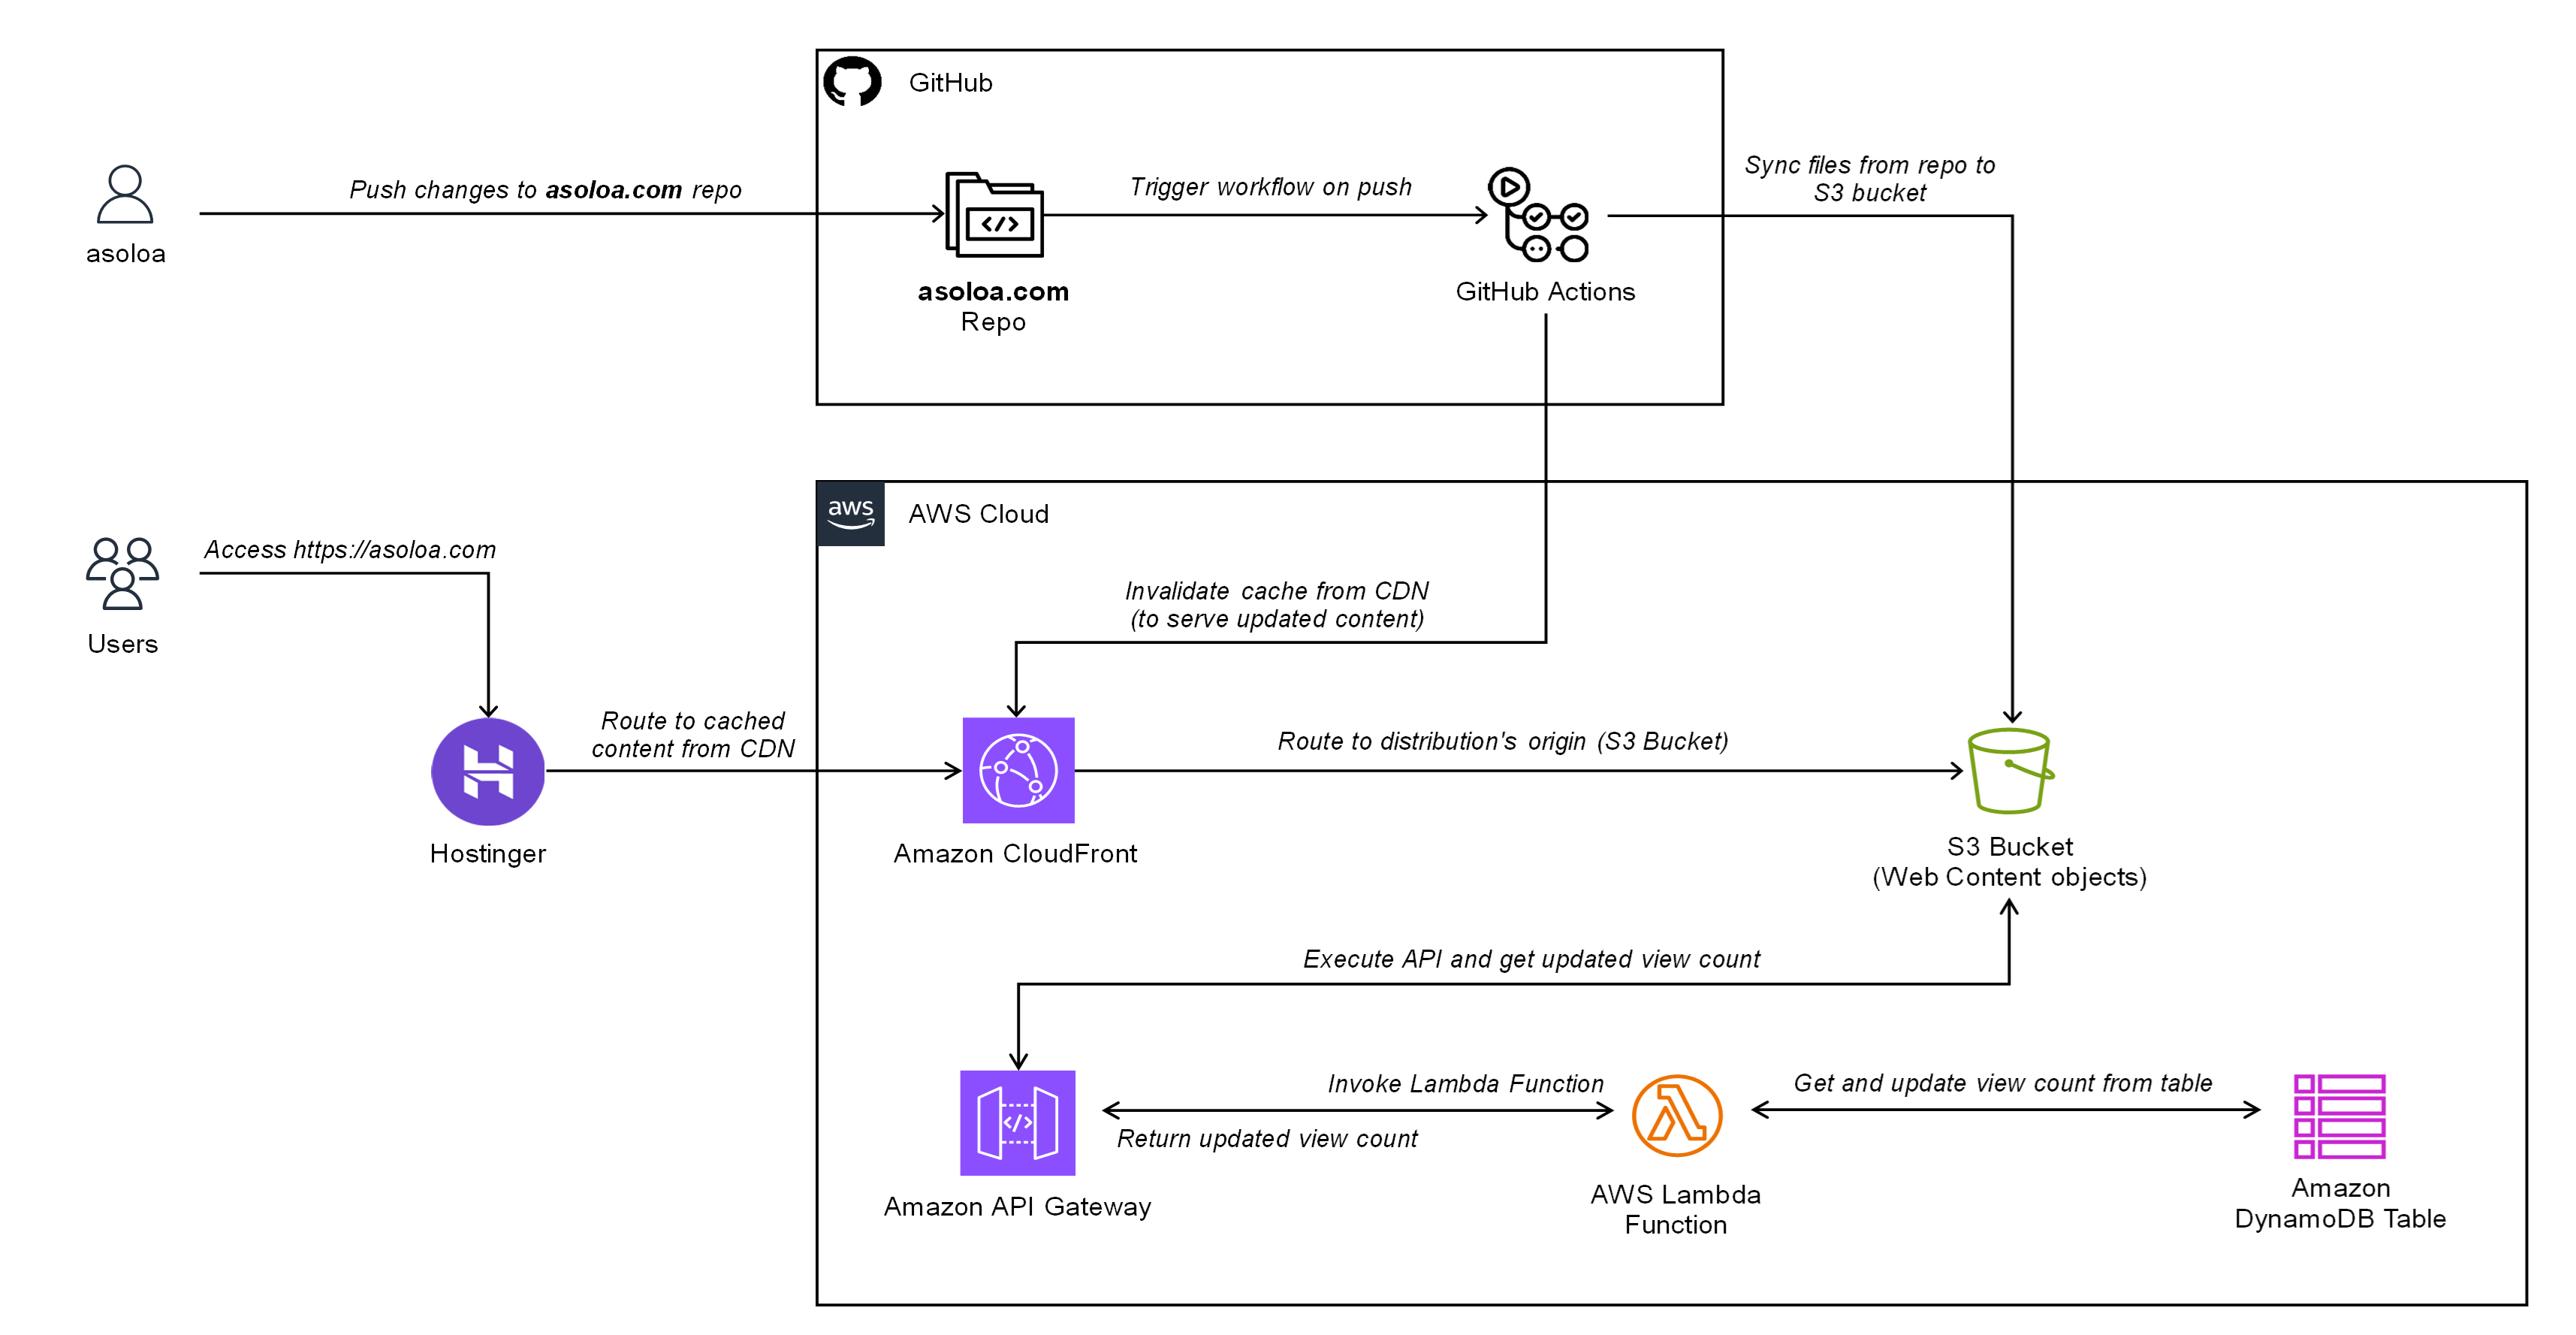 GitHub
Sync files from repo to
S3 bucket
Push changes to asoloa.com repo
Trigger workflow on push
asoloa
asoloa.com
Repo
GitHub Actions
aws
AWS Cloud
Access https://asoloa.com
Users
Invalidate cache from CDN
(to serve updated content)
Route to cached
content from CDN
Route to distribution's origin (S3 Bucket)
Hostinger
Amazon CloudFront
S3 Bucket
(Web Content objects)
Execute API and get updated view count
Invoke Lambda Function
Return updated view count
Get and update view count from table
Amazon API Gateway
AWS Lambda
Function
Amazon
DynamoDB Table